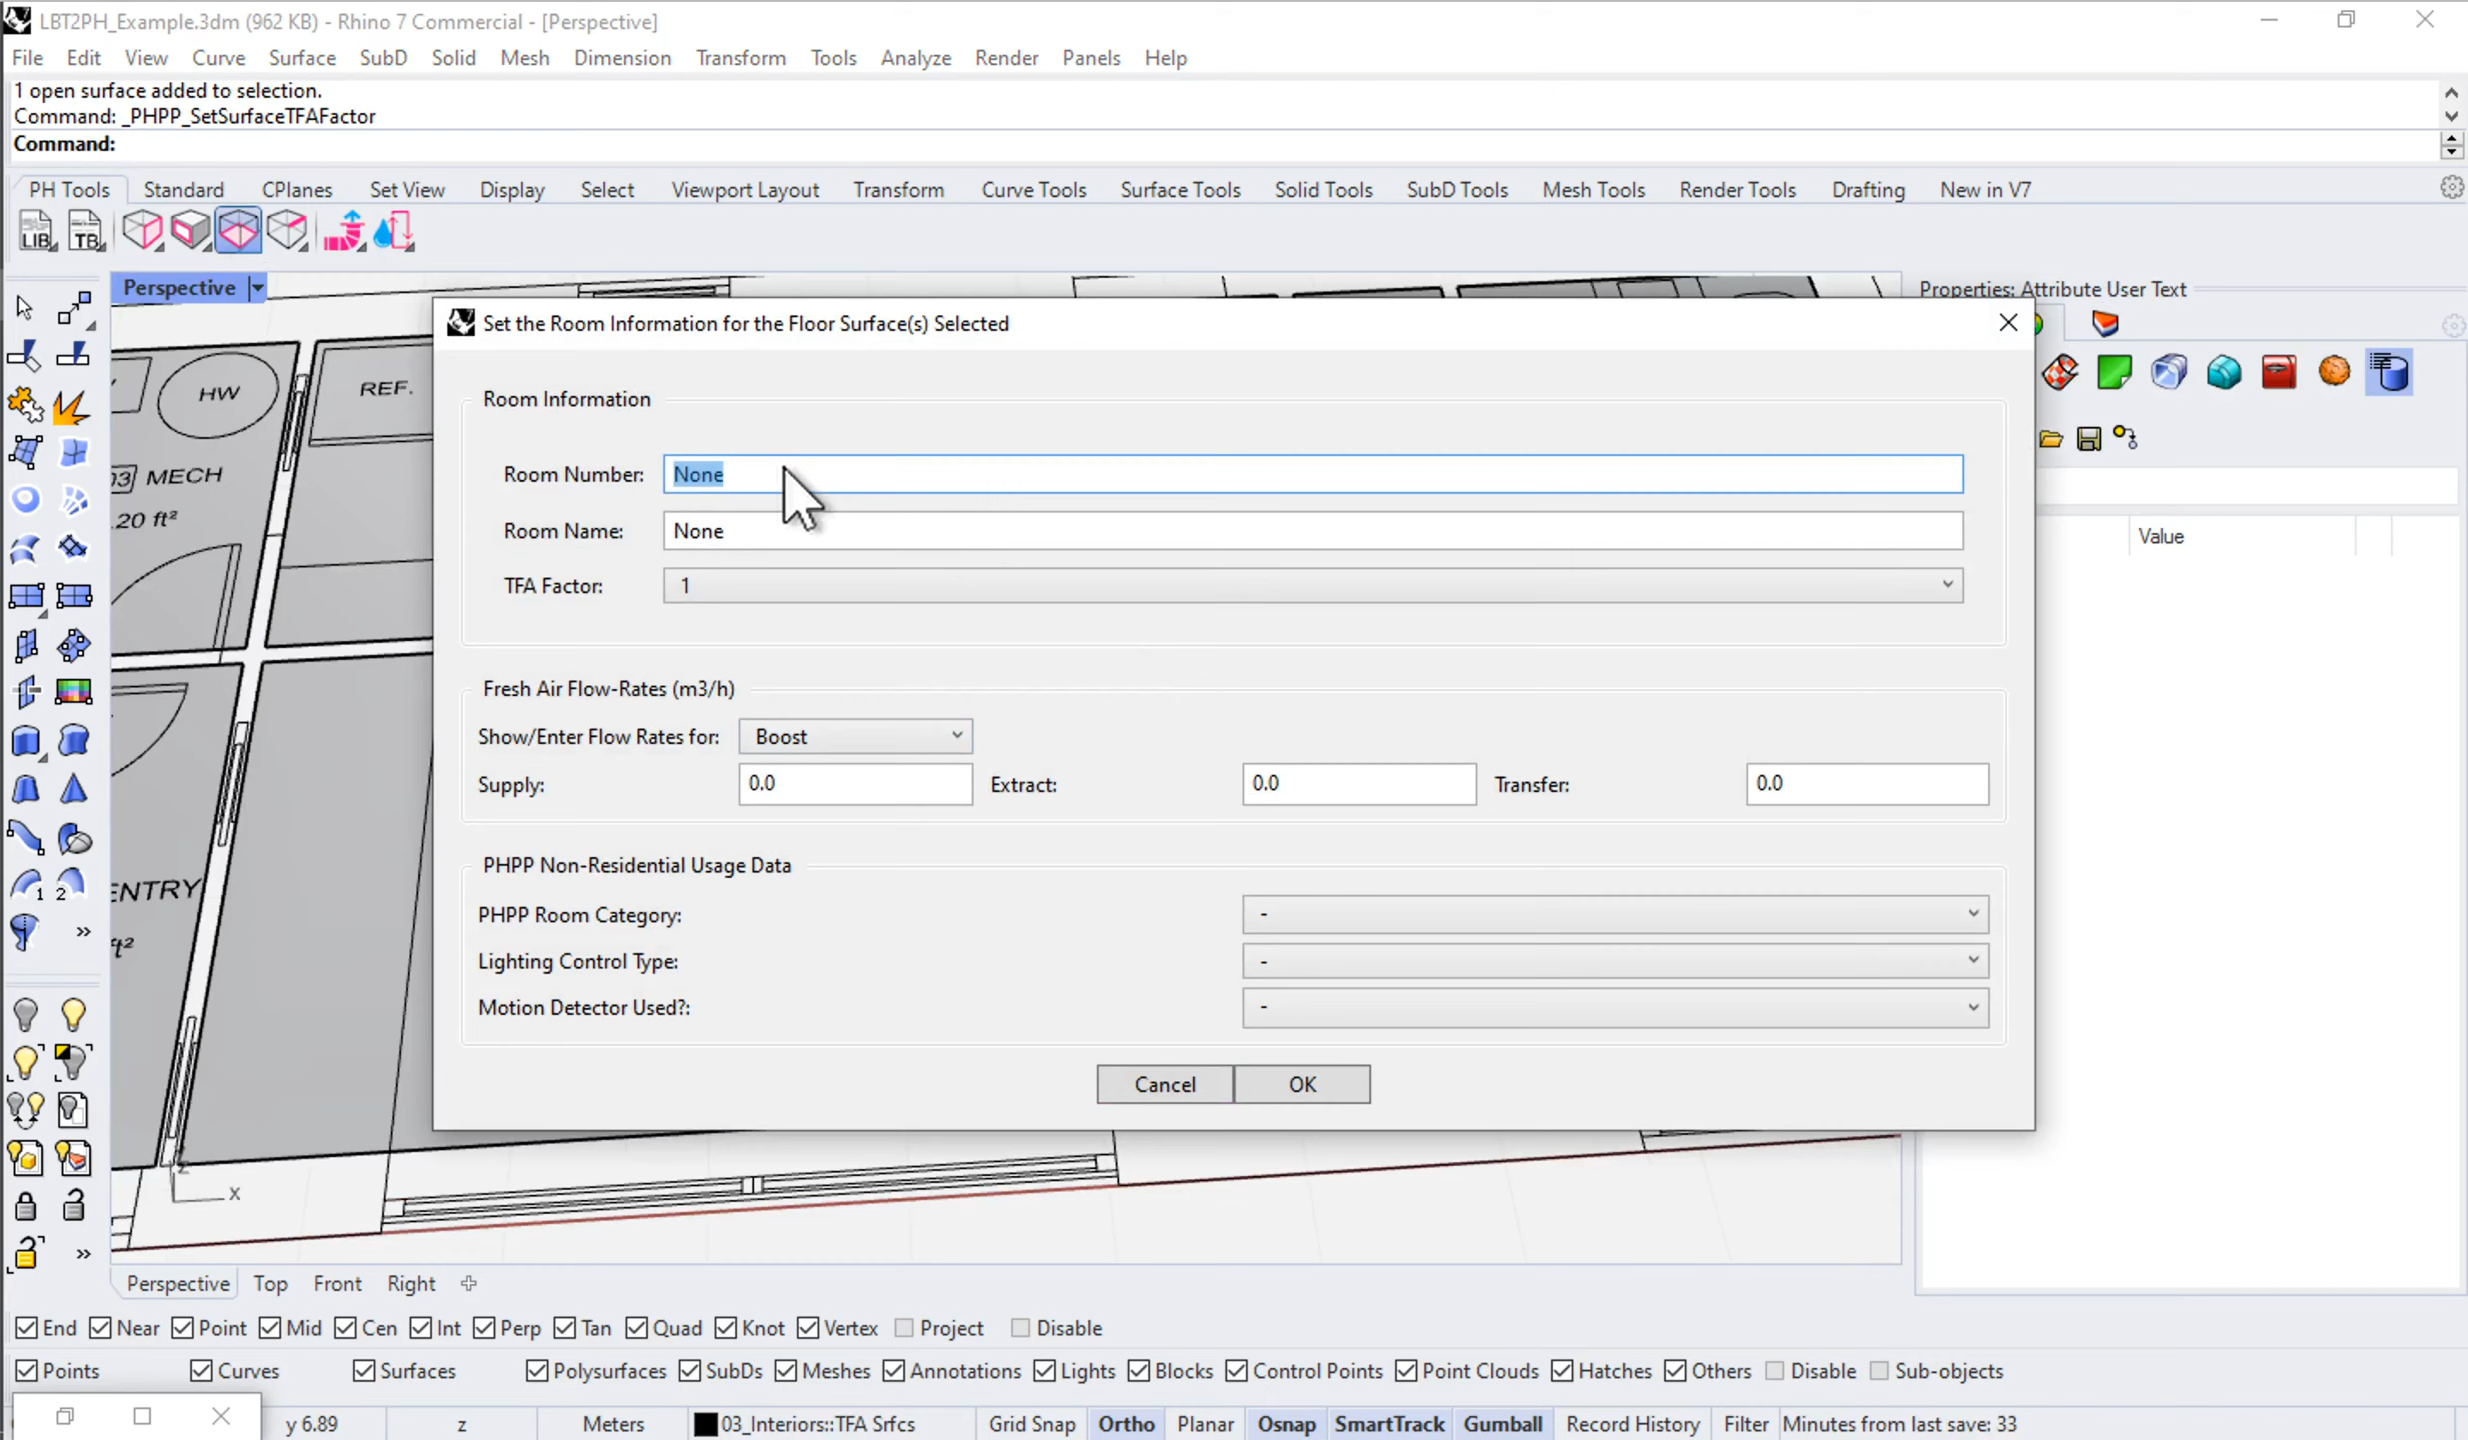 LBT2PH_Example.3dm (962 KB) - Rhino 7 Commercial - [Perspective]
File Edit View Curve Surface SubD Solid Mesh Dimension Transform Tools Analyze Render Panels Help
1 open surface added to selection.
Command: _PHPP_SetSurfaceTFAFactor
Command:
PH Tools Standard CPlanes Set View Display Select Viewport Layout Transform Curve Tools Surface Tools Solid Tools SubD Tools Mesh Tools Render Tools Drafting New in V7
LIB TB
Perspective
Properties: Attribute User Text
Set the Room Information for the Floor Surface(s) Selected
HW
REF.
Room Information
Room Number: None
03 MECH
.20 ft²
Room Name: None
Value
TFA Factor: 1
Fresh Air Flow-Rates (m3/h)
Show/Enter Flow Rates for: Boost
Supply: 0.0 Extract: 0.0 Transfer: 0.0
PHPP Non-Residential Usage Data
ENTRY
1 2
PHPP Room Category: -
ft²
Lighting Control Type: -
Motion Detector Used?: -
Cancel OK
z
x
Perspective Top Front Right
End Near Point Mid Cen Int Perp Tan Quad Knot Vertex Project Disable
Points Curves Surfaces Polysurfaces SubDs Meshes Annotations Lights Blocks Control Points Point Clouds Hatches Others Disable Sub-objects
y 6.89 z Meters 03_Interiors::TFA Srfcs Grid Snap Ortho Planar Osnap SmartTrack Gumball Record History Filter Minutes from last save: 33